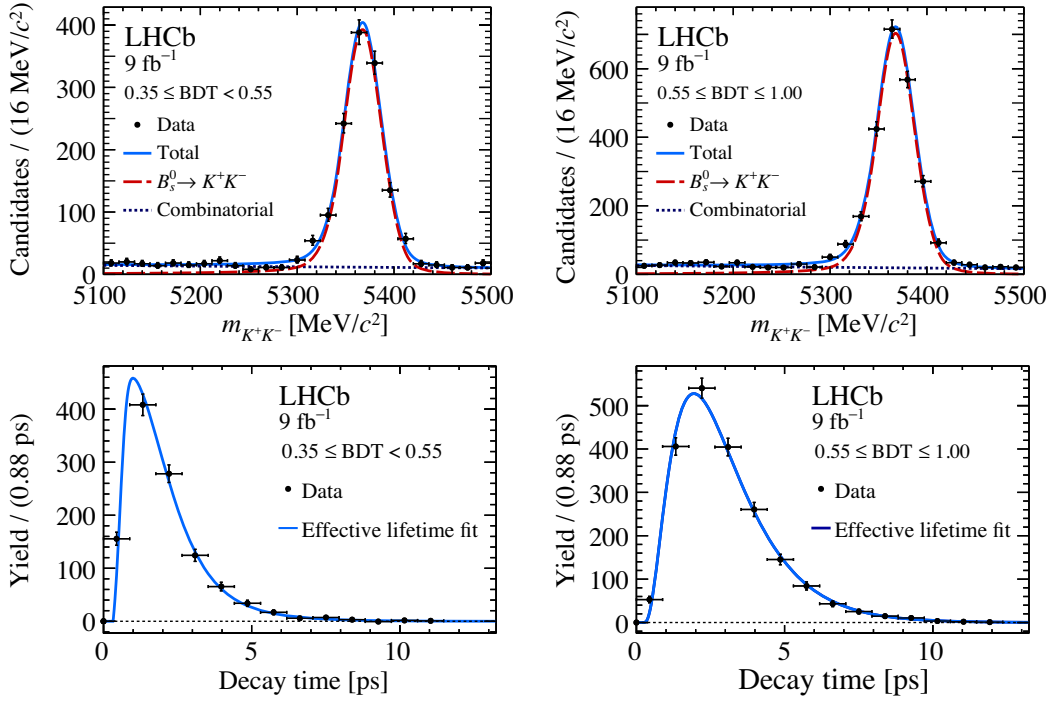 Candidates / (16 MeV/c²)
400
300
200
100
0
LHCb
9 fb⁻¹
0.35 ≤ BDT < 0.55
Data
Total
B⁰ₛ→ K⁺K⁻
Combinatorial
5100 5200 5300 5400 5500
m_K⁺K⁻ [MeV/c²]
Candidates / (16 MeV/c²)
600
400
200
0
LHCb
9 fb⁻¹
0.55 ≤ BDT ≤ 1.00
Data
Total
B⁰ₛ→ K⁺K⁻
Combinatorial
5100 5200 5300 5400 5500
m_K⁺K⁻ [MeV/c²]
Yield / (0.88 ps)
400
300
200
100
0
LHCb
9 fb⁻¹
0.35 ≤ BDT < 0.55
Data
Effective lifetime fit
0 5 10
Decay time [ps]
Yield / (0.88 ps)
500
400
300
200
100
0
LHCb
9 fb⁻¹
0.55 ≤ BDT ≤ 1.00
Data
Effective lifetime fit
0 5 10
Decay time [ps]